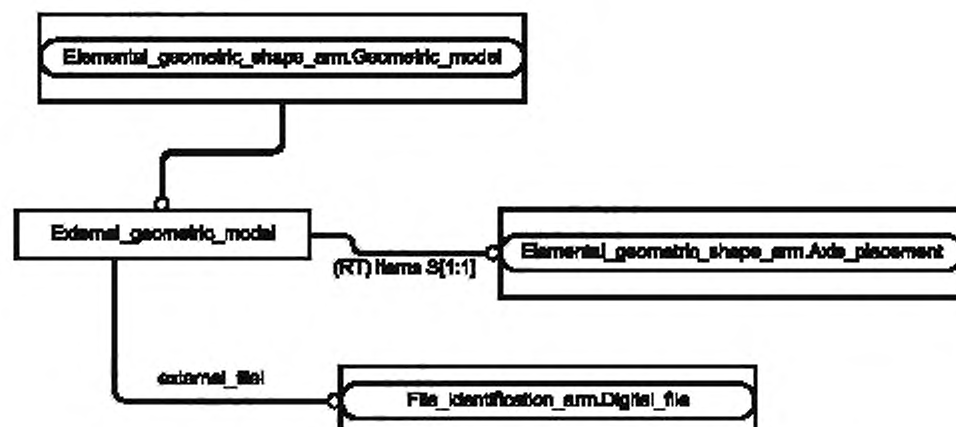 Elemental_geometric_shape_arm.Geometric_model
External_geometric_model
Elemental_geometric_shape_arm.Axis_placement
(RT) items S[1:1]
external_file
File_identification_arm.Digital_file